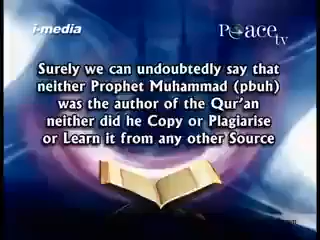 i-media
Peace
tv
Surely we can undoubtedly say that
neither Prophet Muhammad (pbuh)
was the author of the Qur'an
neither did he Copy or Plagiarise
or Learn it from any other Source